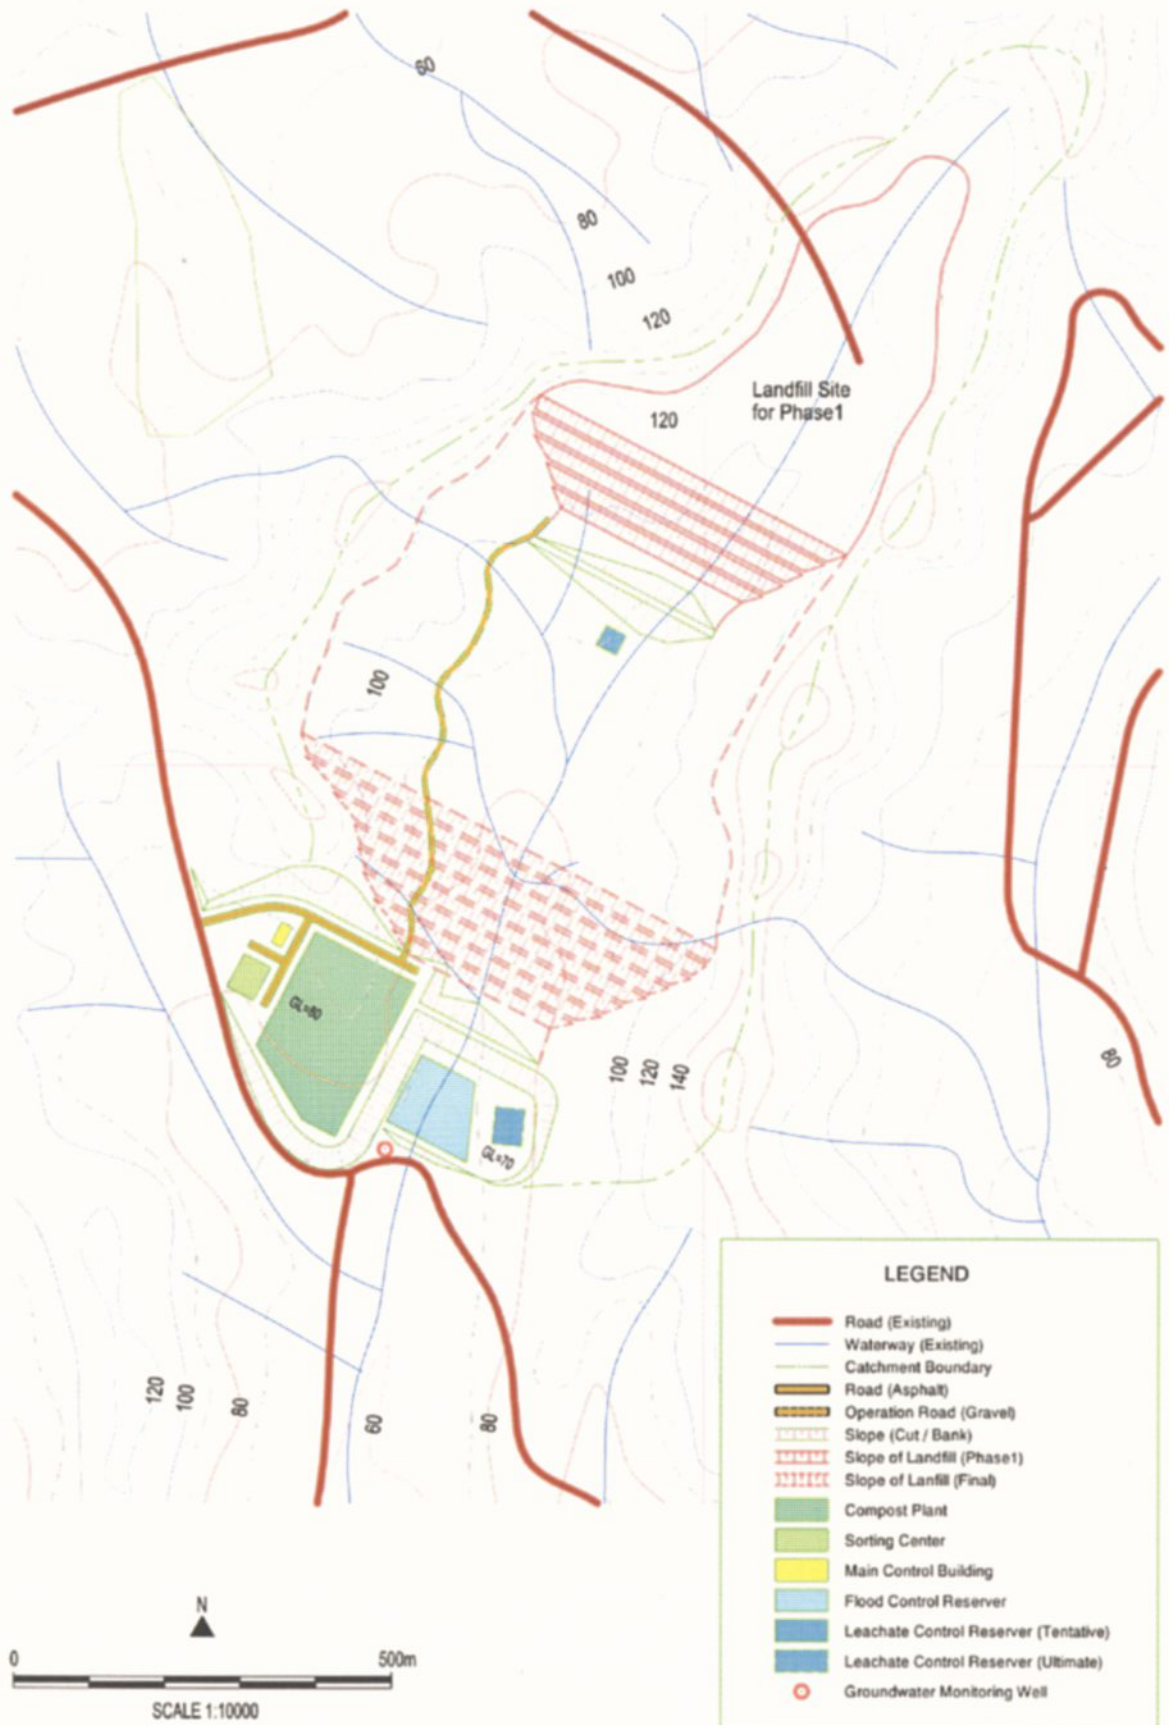 60
80
100
120
Landfill Site
for Phase1
120
100
GL=80
100
120
140
80
GL=70
LEGEND
Road (Existing)
Waterway (Existing)
Catchment Boundary
Road (Asphalt)
Operation Road (Gravel)
Slope (Cut / Bank)
Slope of Landfill (Phase1)
Slope of Lanfill (Final)
Compost Plant
Sorting Center
Main Control Building
Flood Control Reserver
Leachate Control Reserver (Tentative)
Leachate Control Reserver (Ultimate)
Groundwater Monitoring Well
120
100
80
60
80
N
0 500m
SCALE 1:10000